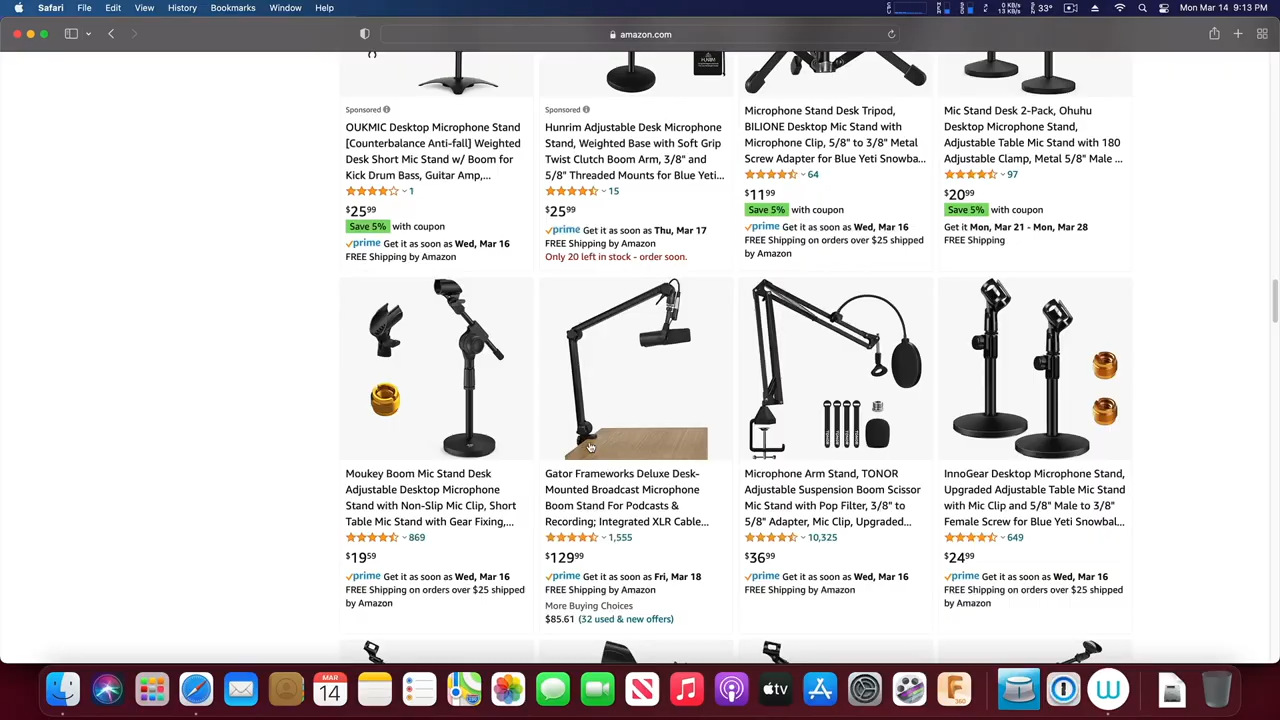 Safari File Edit View History Bookmarks Window Help
0 KB/s
13 KB/s
33° Mon Mar 14 9:13 PM
amazon.com
Sponsored
OUKMIC Desktop Microphone Stand
[Counterbalance Anti-fall] Weighted
Desk Short Mic Stand w/ Boom for
Kick Drum Bass, Guitar Amp,...
1
$25 99
Save 5% with coupon
prime Get it as soon as Wed, Mar 16
FREE Shipping by Amazon
Sponsored
Hunrim Adjustable Desk Microphone
Stand, Weighted Base with Soft Grip
Twist Clutch Boom Arm, 3/8" and
5/8" Threaded Mounts for Blue Yeti...
15
$25 99
prime Get it as soon as Thu, Mar 17
FREE Shipping by Amazon
Only 20 left in stock - order soon.
Microphone Stand Desk Tripod,
BILIONE Desktop Mic Stand with
Microphone Clip, 5/8" to 3/8" Metal
Screw Adapter for Blue Yeti Snowba...
64
$11 99
Save 5% with coupon
prime Get it as soon as Wed, Mar 16
FREE Shipping on orders over $25 shipped
by Amazon
Mic Stand Desk 2-Pack, Ohuhu
Desktop Microphone Stand,
Adjustable Table Mic Stand with 180
Adjustable Clamp, Metal 5/8" Male ...
97
$20 99
Save 5% with coupon
Get it Mon, Mar 21 - Mon, Mar 28
FREE Shipping
Moukey Boom Mic Stand Desk
Adjustable Desktop Microphone
Stand with Non-Slip Mic Clip, Short
Table Mic Stand with Gear Fixing,...
869
$19 59
prime Get it as soon as Wed, Mar 16
FREE Shipping on orders over $25 shipped
by Amazon
Gator Frameworks Deluxe Desk-
Mounted Broadcast Microphone
Boom Stand For Podcasts &
Recording; Integrated XLR Cable...
1,555
$129 99
prime Get it as soon as Fri, Mar 18
FREE Shipping by Amazon
More Buying Choices
$85.61 (32 used & new offers)
Microphone Arm Stand, TONOR
Adjustable Suspension Boom Scissor
Mic Stand with Pop Filter, 3/8" to
5/8" Adapter, Mic Clip, Upgraded...
10,325
$36 99
prime Get it as soon as Wed, Mar 16
FREE Shipping by Amazon
InnoGear Desktop Microphone Stand,
Upgraded Adjustable Table Mic Stand
with Mic Clip and 5/8" Male to 3/8"
Female Screw for Blue Yeti Snowbal...
649
$24 99
prime Get it as soon as Wed, Mar 16
FREE Shipping on orders over $25 shipped
by Amazon
MAR
14
tv
360